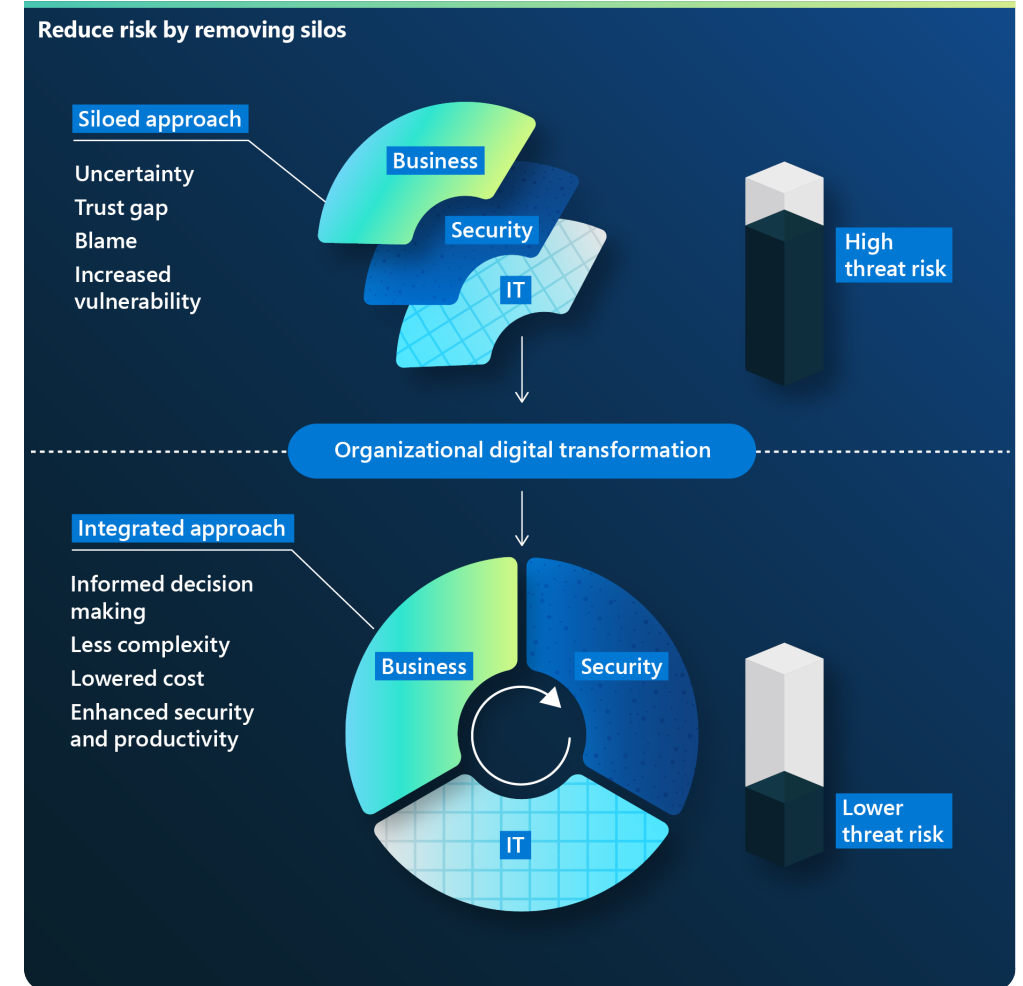 Reduce risk by removing silos
Siloed approach
Uncertainty
Trust gap
Blame
Increased
vulnerability
Business
Security
IT
High
threat risk
Organizational digital transformation
Integrated approach
Informed decision
making
Less complexity
Lowered cost
Enhanced security
and productivity
Business
Security
IT
Lower
threat risk